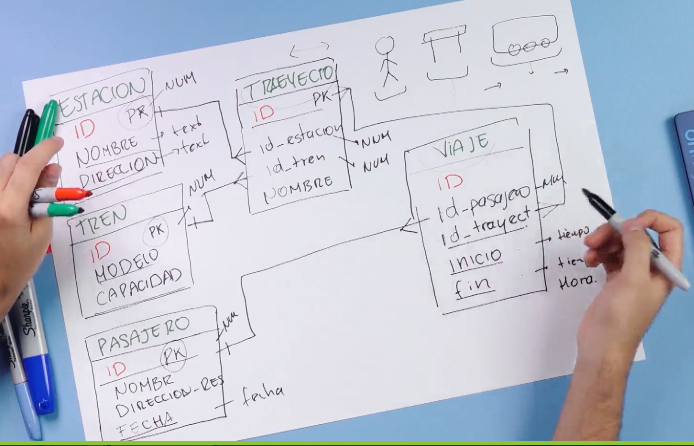 ESTACION
NUM
ID
PK
NOMBRE
text
DIRECCION
text
TRAYECTO
ID
PK
id_estacion
NUM
id_tren
NUM
NOMBRE
VIAJE
ID
id_pasajero
NUM
id_trayect
INICIO
tiempo
fin
Hora.
TREN
NUM
ID
PK
MODELO
CAPACIDAD
PASAJERO
NUM
ID
PK
NOMBR
DIRECCION_RES
FECHA
fecha
Sharpie